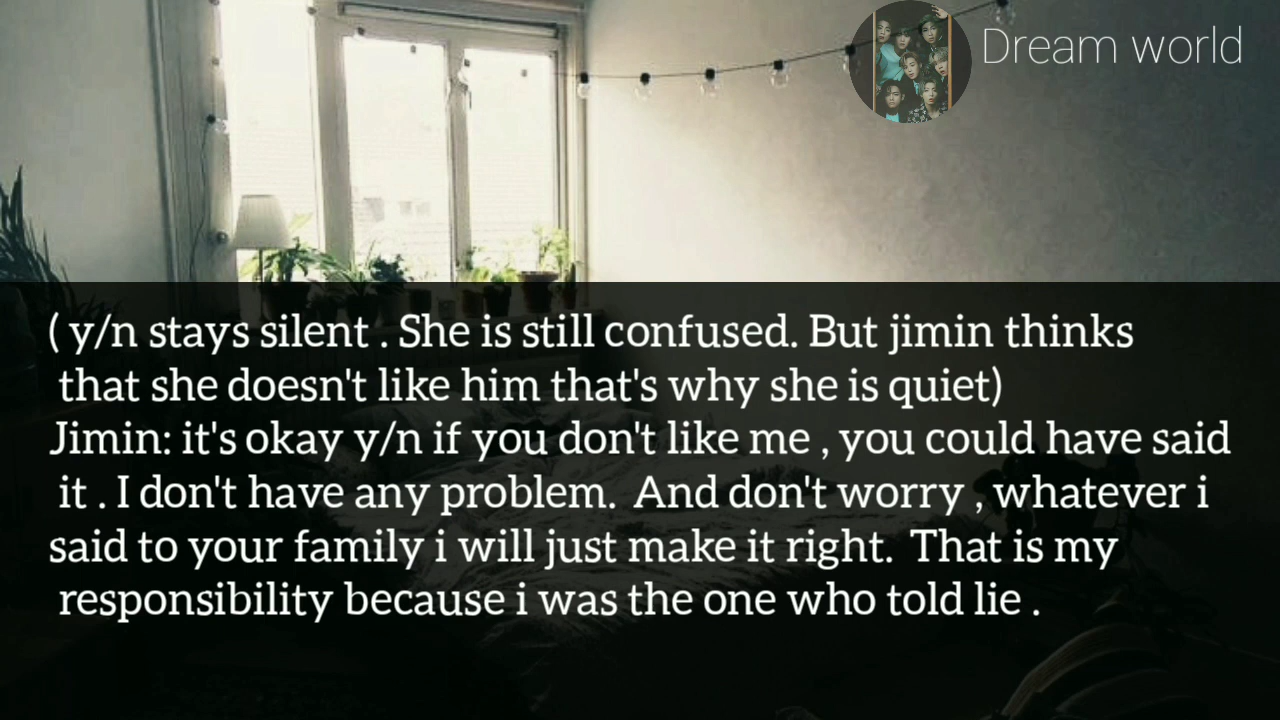 Dream world
( y/n stays silent . She is still confused. But jimin thinks
that she doesn't like him that's why she is quiet)
Jimin: it's okay y/n if you don't like me , you could have said
it . I don't have any problem. And don't worry , whatever i
said to your family i will just make it right. That is my
responsibility because i was the one who told lie .